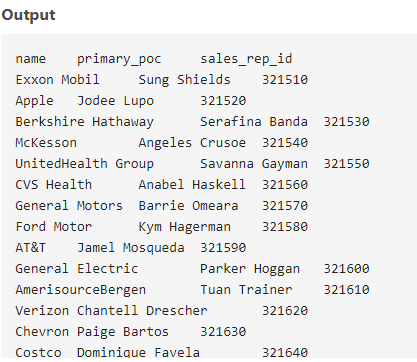 Output
name primary_poc sales_rep_id
Exxon Mobil Sung Shields 321510
Apple Jodee Lupo 321520
Berkshire Hathaway Serafina Banda 321530
McKesson Angeles Crusoe 321540
UnitedHealth Group Savanna Gayman 321550
CVS Health Anabel Haskell 321560
General Motors Barrie Omeara 321570
Ford Motor Kym Hagerman 321580
AT&T Jamel Mosqueda 321590
General Electric Parker Hoggan 321600
AmerisourceBergen Tuan Trainer 321610
Verizon Chantell Drescher 321620
Chevron Paige Bartos 321630
Costco Dominique Favela 321640